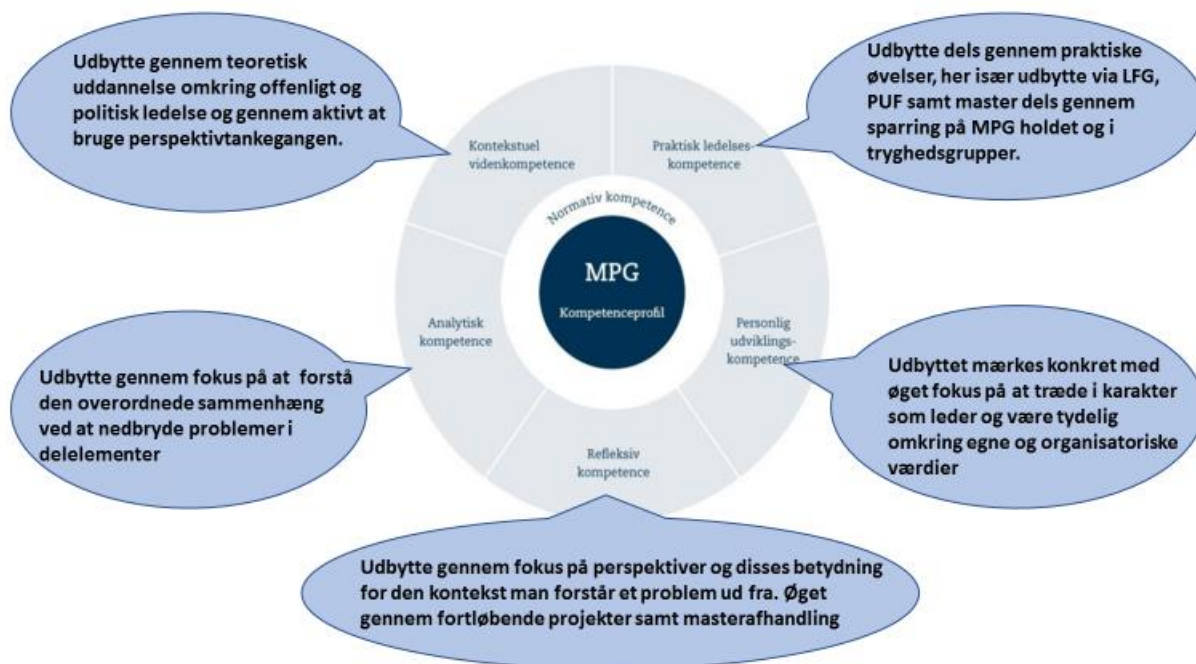 Udbytte gennem teoretisk
uddannelse omkring offentligt og
politisk ledelse og gennem aktivt at
bruge perspektivtankegangen.
Udbytte dels gennem praktiske
øvelser, her især udbytte via LFG,
PUF samt master dels gennem
sparring på MPG holdet og i
tryghedsgrupper.
Kontekstuel
videnkompetence
Praktisk ledelses-
kompetence
Normativ kompetence
MPG
Kompetenceprofil
Analytisk
kompetence
Personlig
udviklings-
kompetence
Udbytte gennem fokus på at forstå
den overordnede sammenhæng
ved at nedbryde problemer i
delelementer
Udbyttet mærkes konkret med
øget fokus på at træde i karakter
som leder og være tydelig
omkring egne og organisatoriske
værdier
Refleksiv
kompetence
Udbytte gennem fokus på perspektiver og disses betydning
for den kontekst man forstår et problem ud fra. Øget
gennem fortløbende projekter samt masterafhandling